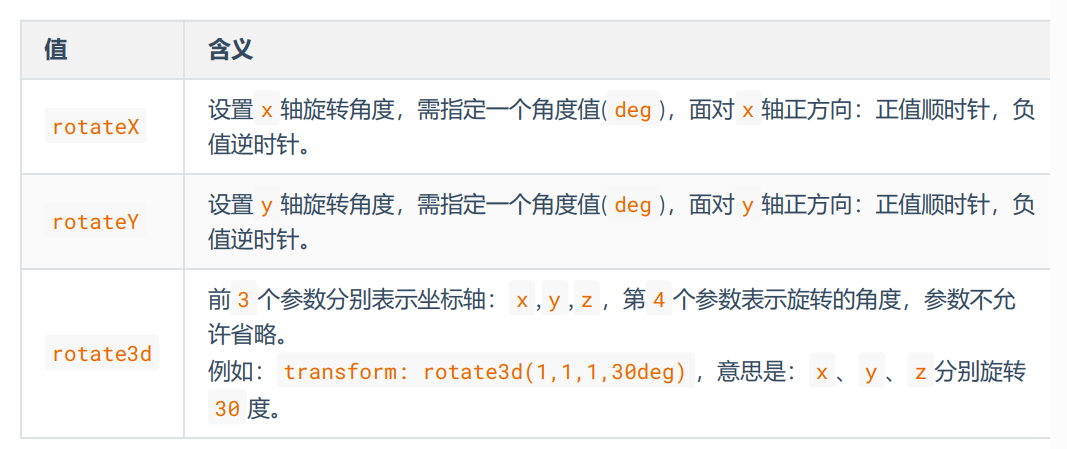 值 含义
rotateX
设置 x 轴旋转角度，需指定一个角度值( deg )，面对 x 轴正方向：正值顺时针，负
值逆时针。
rotateY
设置 y 轴旋转角度，需指定一个角度值( deg )，面对 y 轴正方向：正值顺时针，负
值逆时针。
rotate3d
前 3 个参数分别表示坐标轴： x , y , z ，第 4 个参数表示旋转的角度，参数不允
许省略。
例如： transform: rotate3d(1,1,1,30deg) ，意思是： x 、 y 、 z 分别旋转
30 度。